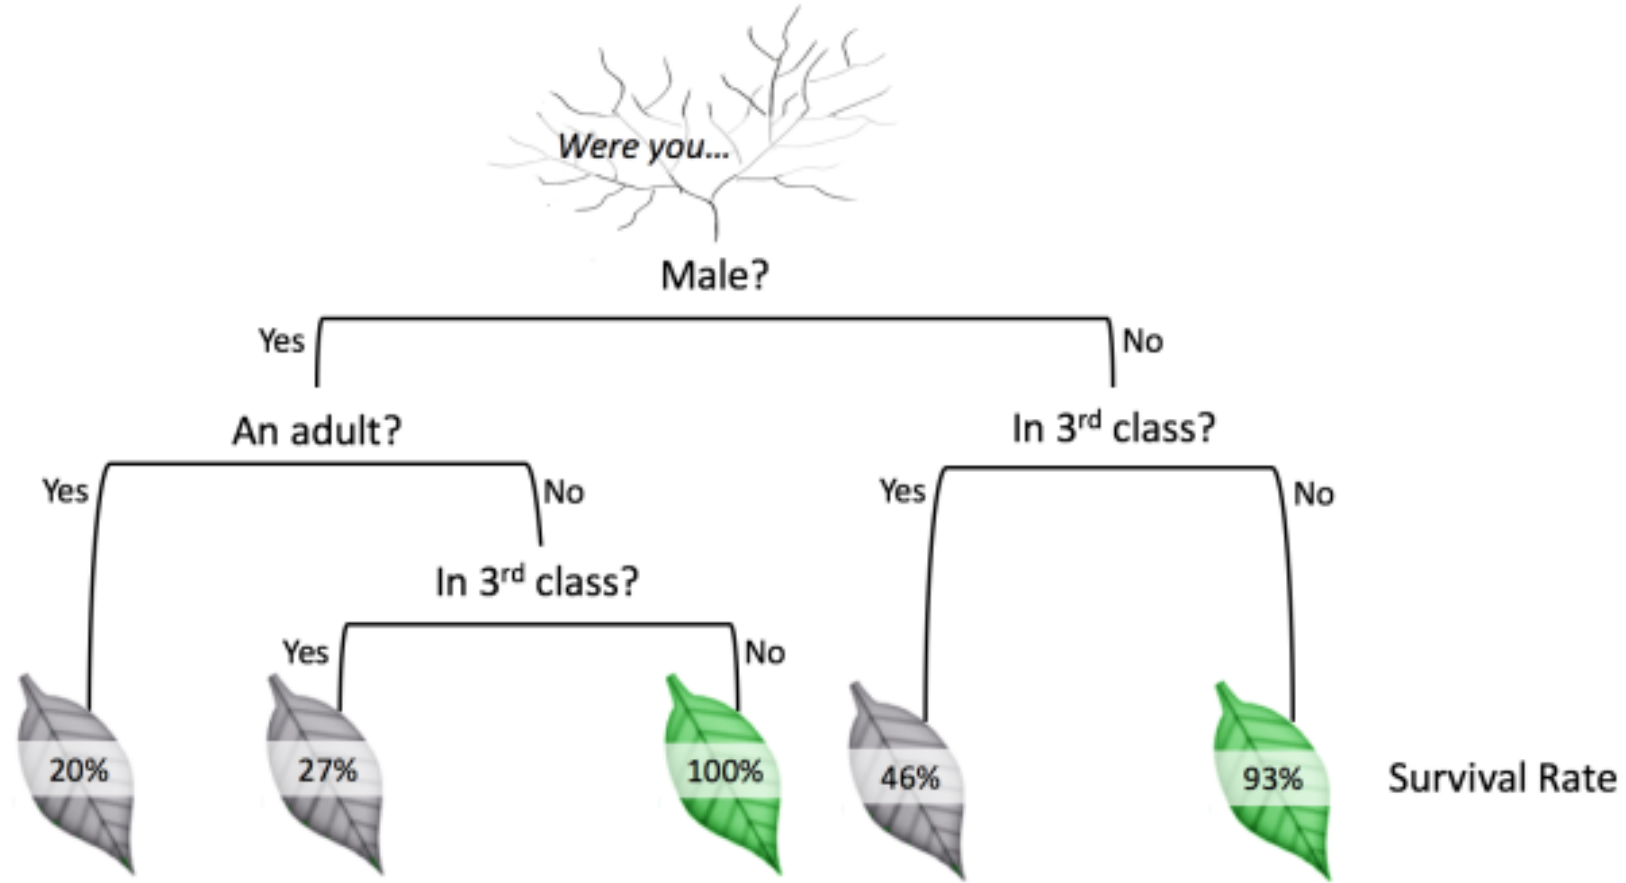 Were you...
Male?
Yes
No
An adult?
In 3rd class?
Yes
No
Yes
No
In 3rd class?
Yes
No
20%
27%
100%
46%
93%
Survival Rate